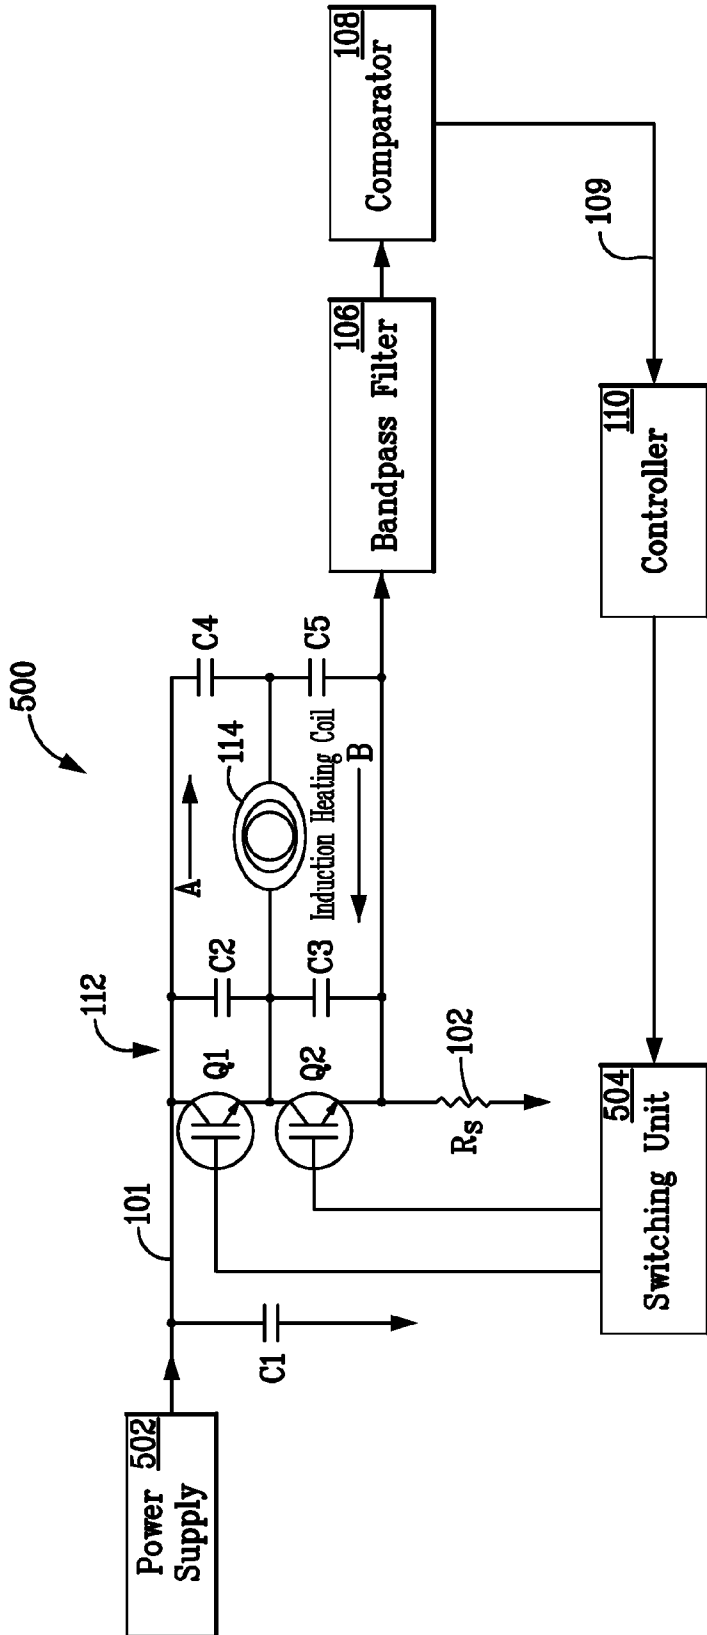 500
Power
Supply
502
101
112
A
C4
C1
Q1
C2
114
Q2
C3
Induction Heating Coil
C5
B
Rs
102
Bandpass Filter
106
Comparator
108
109
Switching Unit
504
Controller
110